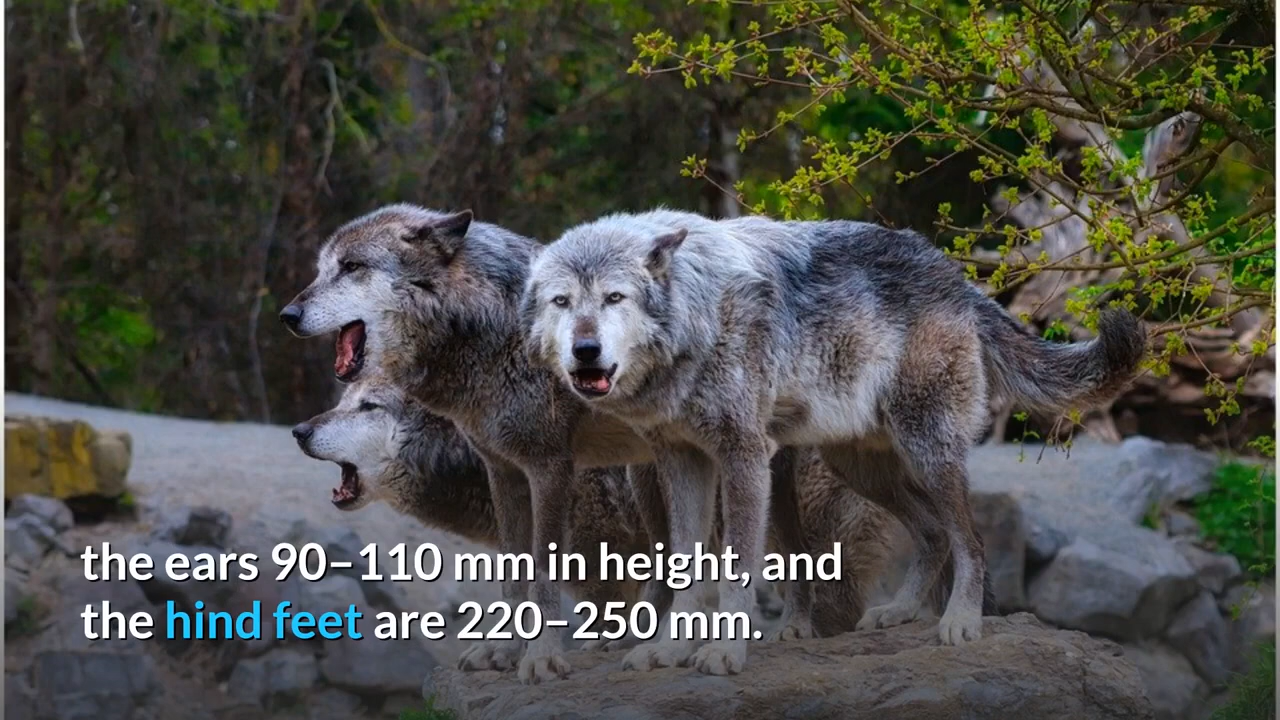 the ears 90–110 mm in height, and
the hind feet are 220–250 mm.